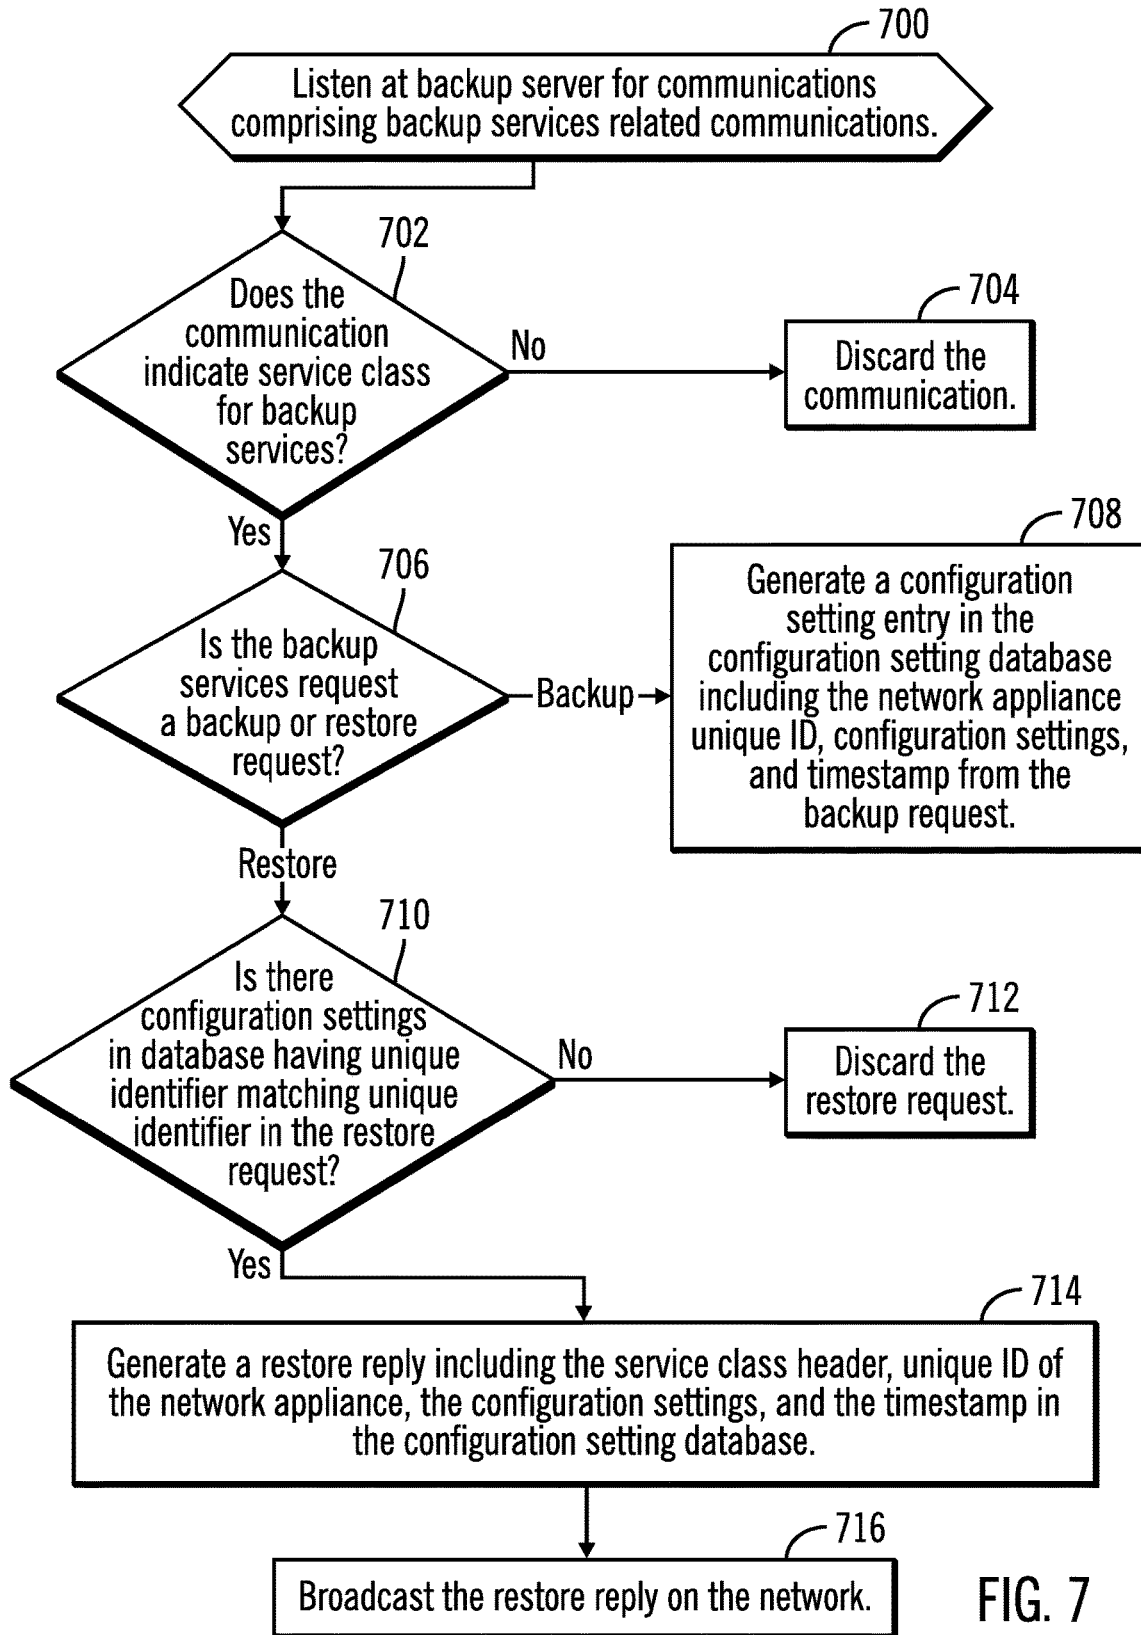 700
Listen at backup server for communications
comprising backup services related communications.
702
Does the
communication
indicate service class
for backup
services?
No
704
Discard the
communication.
Yes
706
Is the backup
services request
a backup or restore
request?
Backup
708
Generate a configuration
setting entry in the
configuration setting database
including the network appliance
unique ID, configuration settings,
and timestamp from the
backup request.
Restore
710
Is there
configuration settings
in database having unique
identifier matching unique
identifier in the restore
request?
No
712
Discard the
restore request.
Yes
714
Generate a restore reply including the service class header, unique ID of
the network appliance, the configuration settings, and the timestamp in
the configuration setting database.
716
Broadcast the restore reply on the network.
FIG. 7